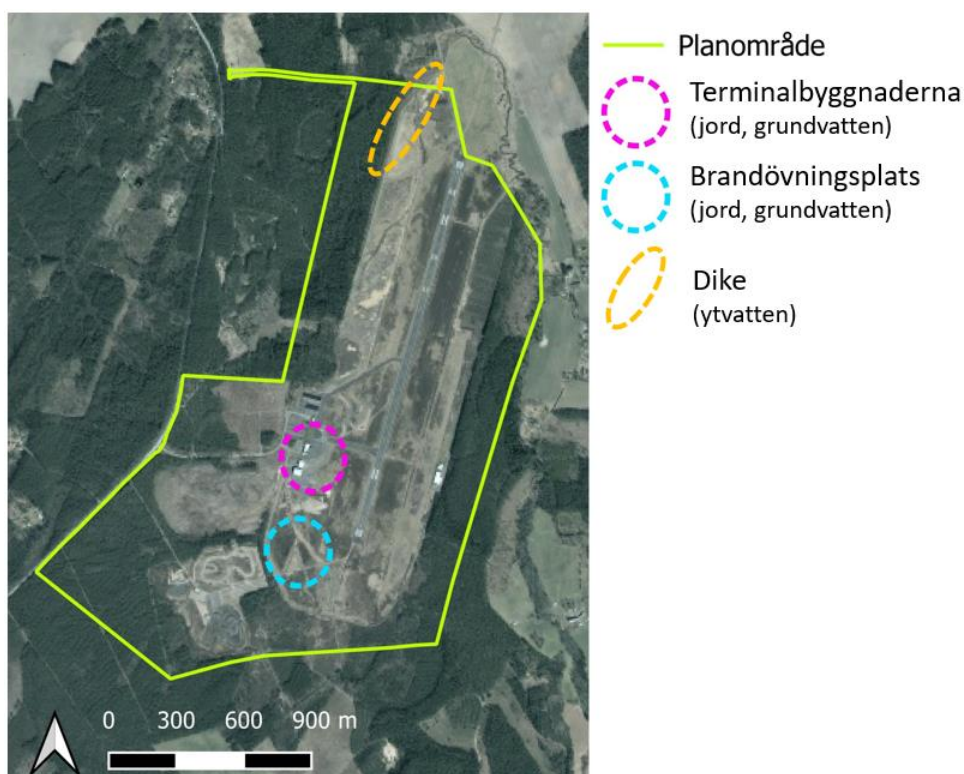 Planområde
Terminalbyggnaderna
(jord, grundvatten)
Brandövningsplats
(jord, grundvatten)
Dike
(ytvatten)
0 300 600 900 m